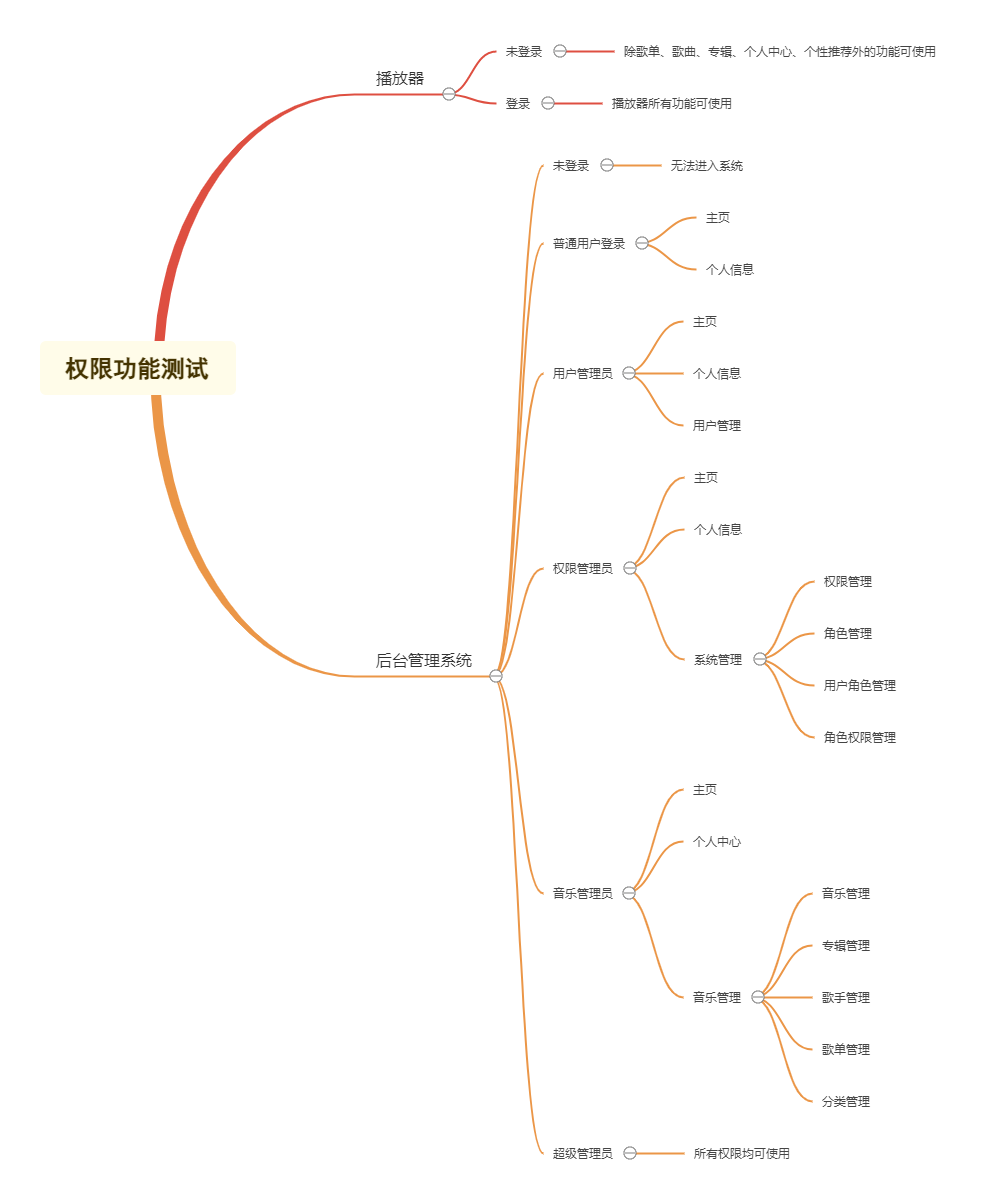 未登录
除歌单、歌曲、专辑、个人中心、个性推荐外的功能可使用
播放器
登录
播放器所有功能可使用
未登录
无法进入系统
主页
普通用户登录
个人信息
主页
权限功能测试
用户管理员
个人信息
用户管理
主页
个人信息
权限管理员
权限管理
角色管理
后台管理系统
系统管理
用户角色管理
角色权限管理
主页
个人中心
音乐管理员
音乐管理
专辑管理
音乐管理
歌手管理
歌单管理
分类管理
超级管理员
所有权限均可使用